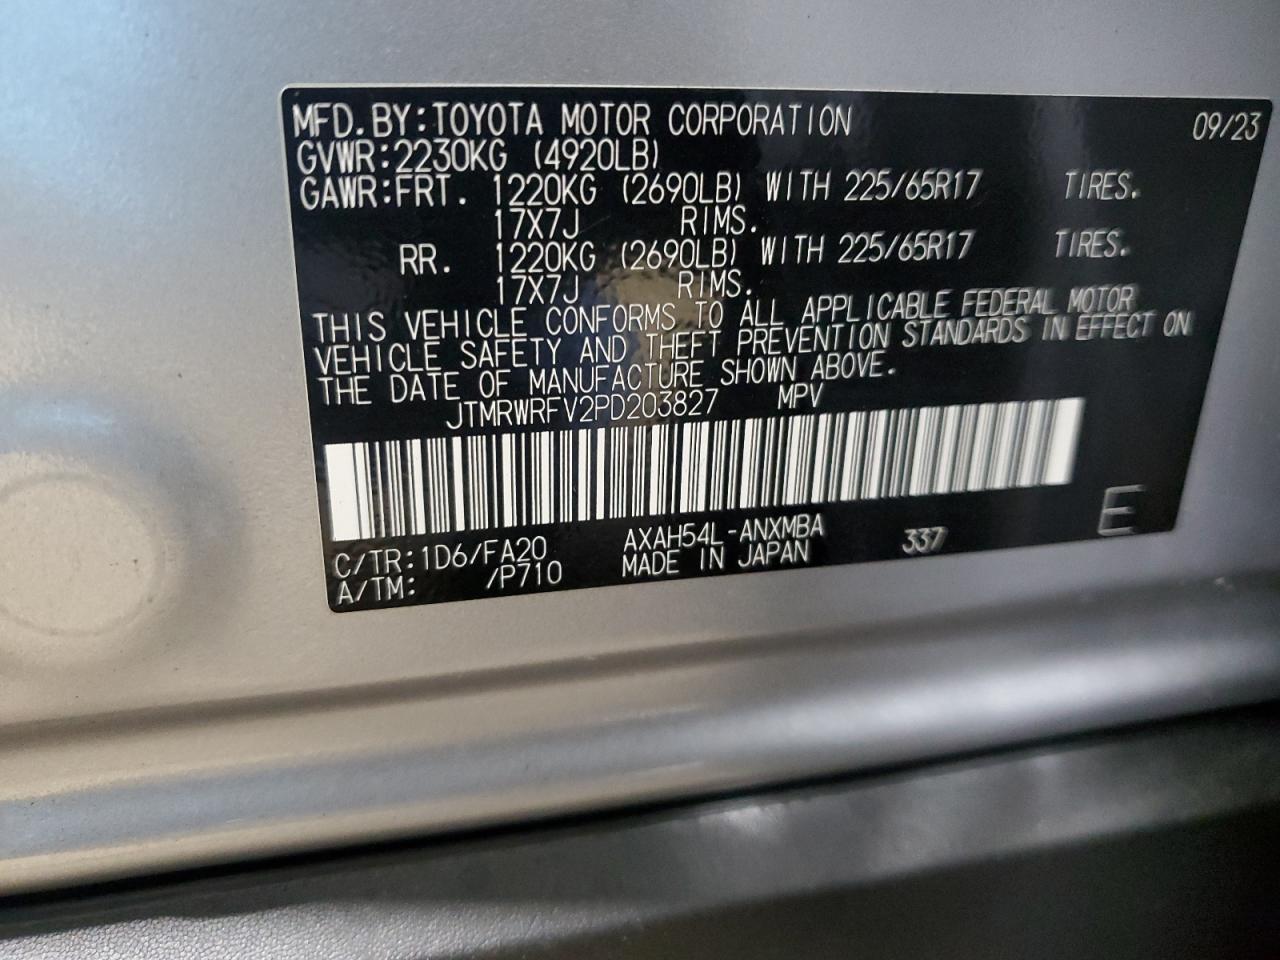 MFD.BY:TOYOTA MOTOR CORPORATION 09/23
GVWR:2230KG (4920LB)
GAWR:FRT. 1220KG (2690LB) WITH 225/65R17 TIRES.
17X7J RIMS.
RR. 1220KG (2690LB) WITH 225/65R17 TIRES.
17X7J RIMS.
THIS VEHICLE CONFORMS TO ALL APPLICABLE FEDERAL MOTOR
VEHICLE SAFETY AND THEFT PREVENTION STANDARDS IN EFFECT ON
THE DATE OF MANUFACTURE SHOWN ABOVE.
JTMRWRFV2PD203827 MPV
C/TR:1D6/FA20 AXAH54L-ANXMBA 337 E
A/TM: /P710 MADE IN JAPAN